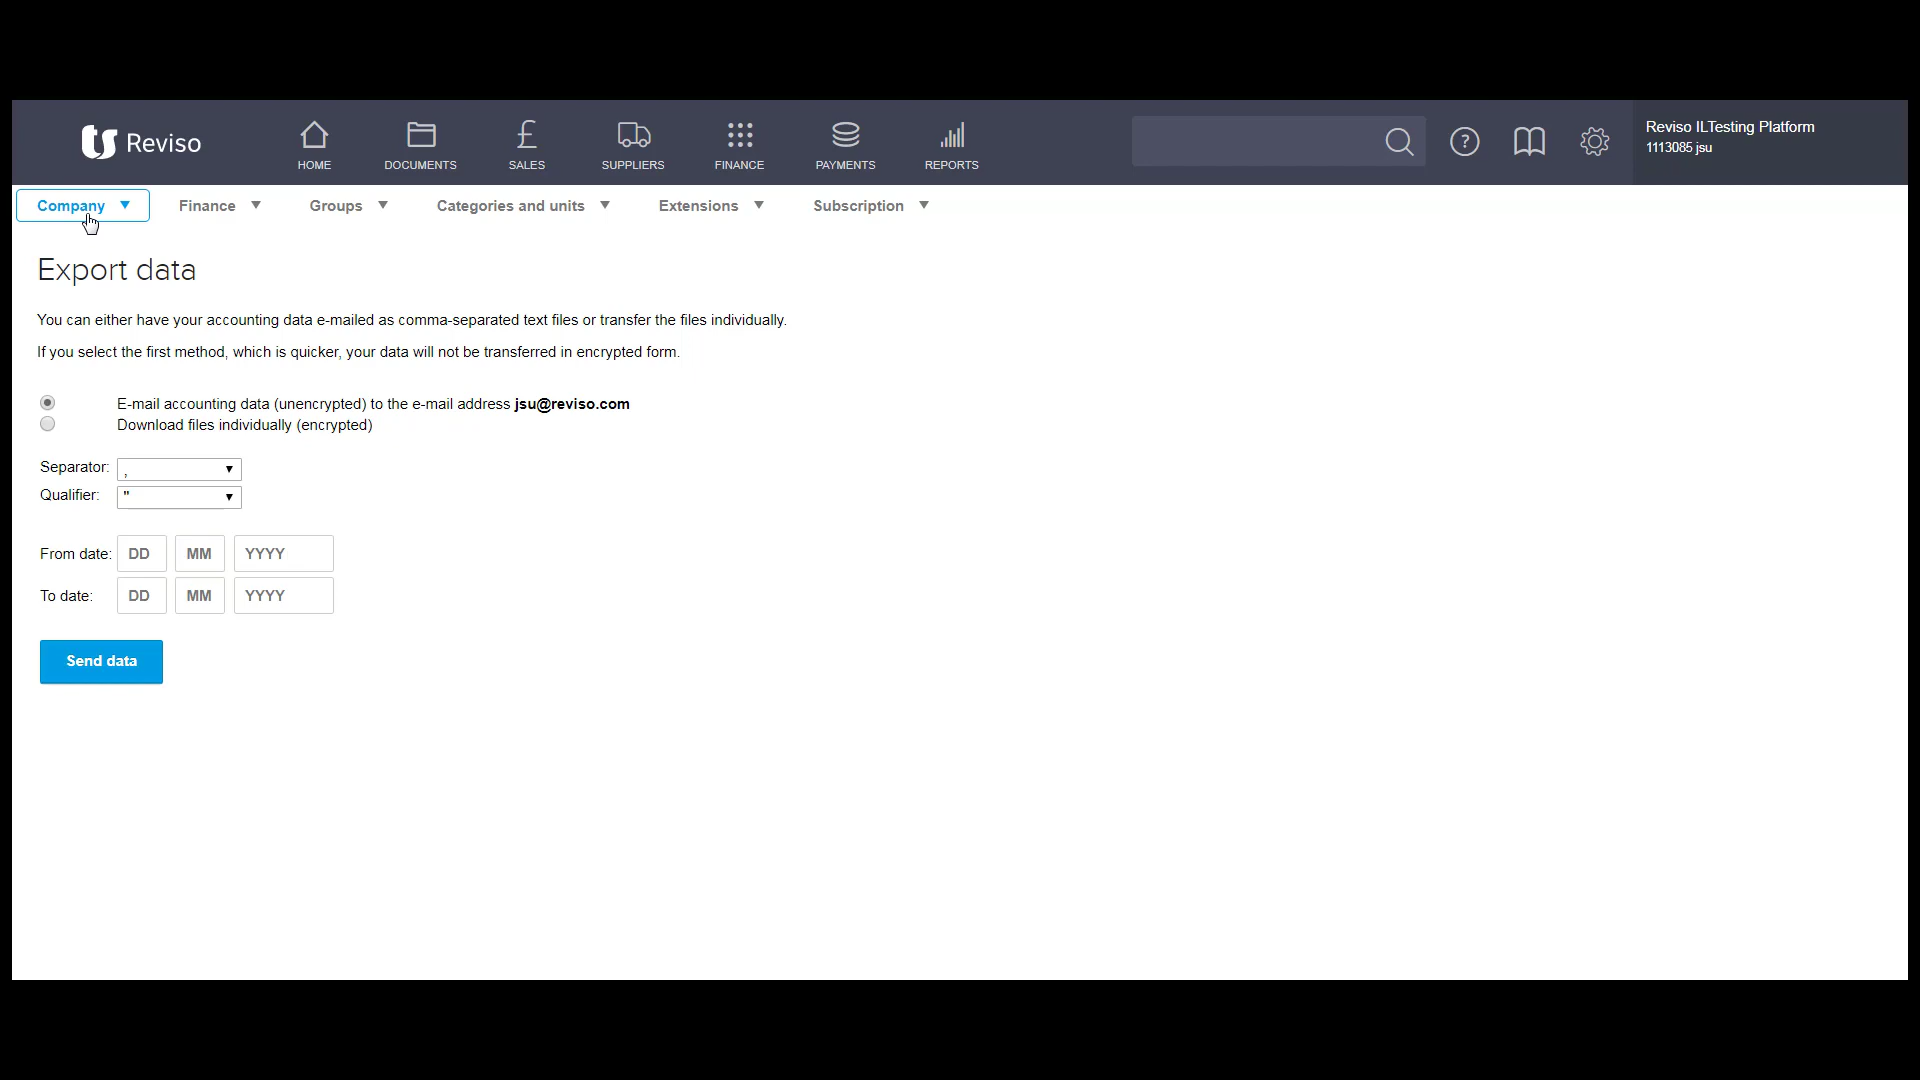 Reviso
HOME
DOCUMENTS
SALES
SUPPLIERS
FINANCE
PAYMENTS
REPORTS
Reviso ILTesting Platform
1113085 jsu
Company
Finance
Groups
Categories and units
Extensions
Subscription
Export data
You can either have your accounting data e-mailed as comma-separated text files or transfer the files individually.
If you select the first method, which is quicker, your data will not be transferred in encrypted form.
E-mail accounting data (unencrypted) to the e-mail address jsu@reviso.com
Download files individually (encrypted)
Separator: ,
Qualifier: "
From date: DD MM YYYY
To date: DD MM YYYY
Send data